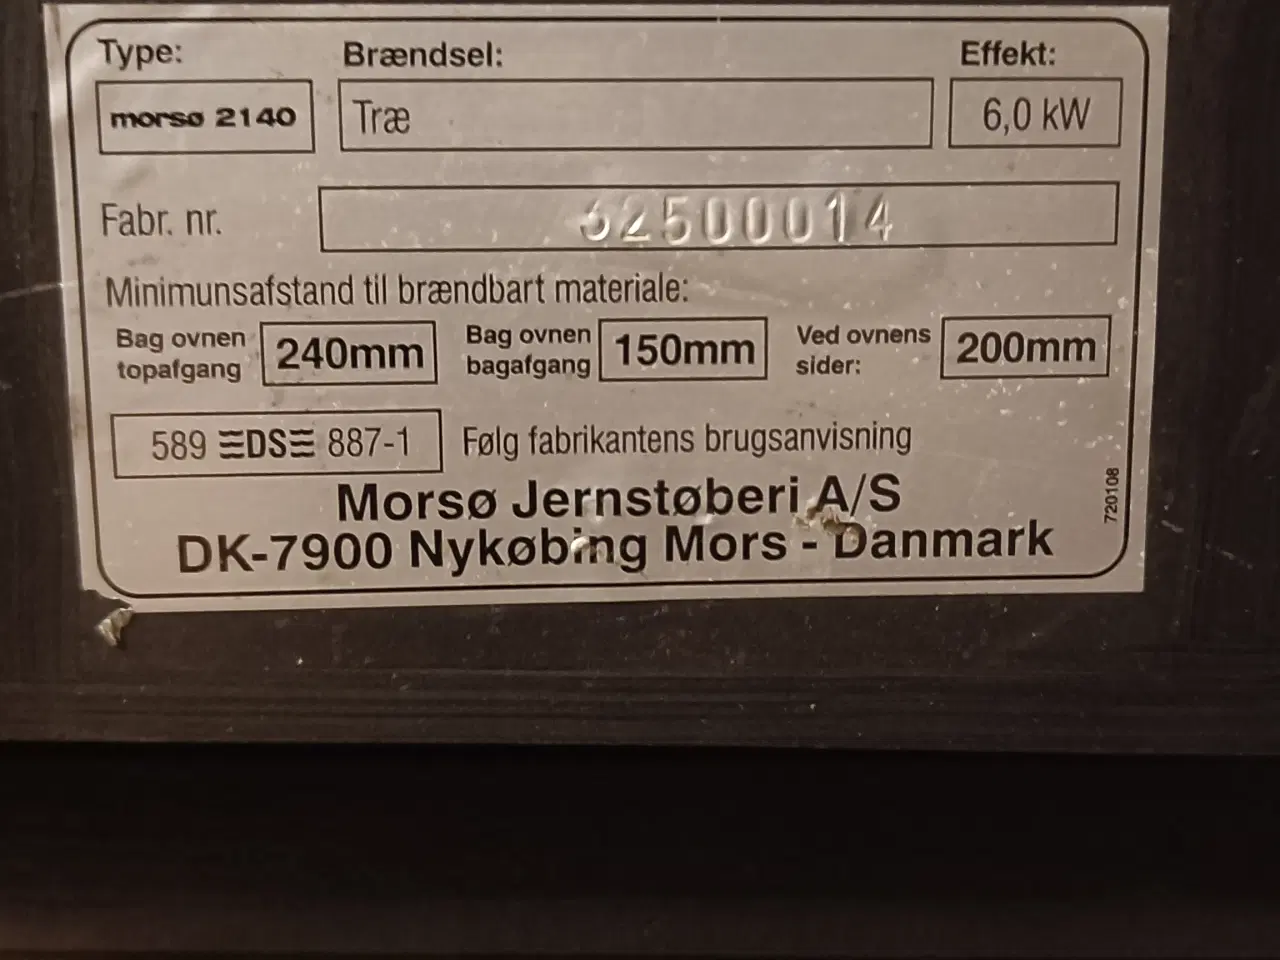 Type: Brændsel: Effekt:
morsø 2140 Træ 6,0 kW
Fabr. nr. 32500014
Minimunsafstand til brændbart materiale:
Bag ovnen topafgang 240mm Bag ovnen bagafgang 150mm Ved ovnens sider: 200mm
589 DS 887-1 Følg fabrikantens brugsanvisning
Morsø Jernstøberi A/S
DK-7900 Nykøbing Mors - Danmark
720108